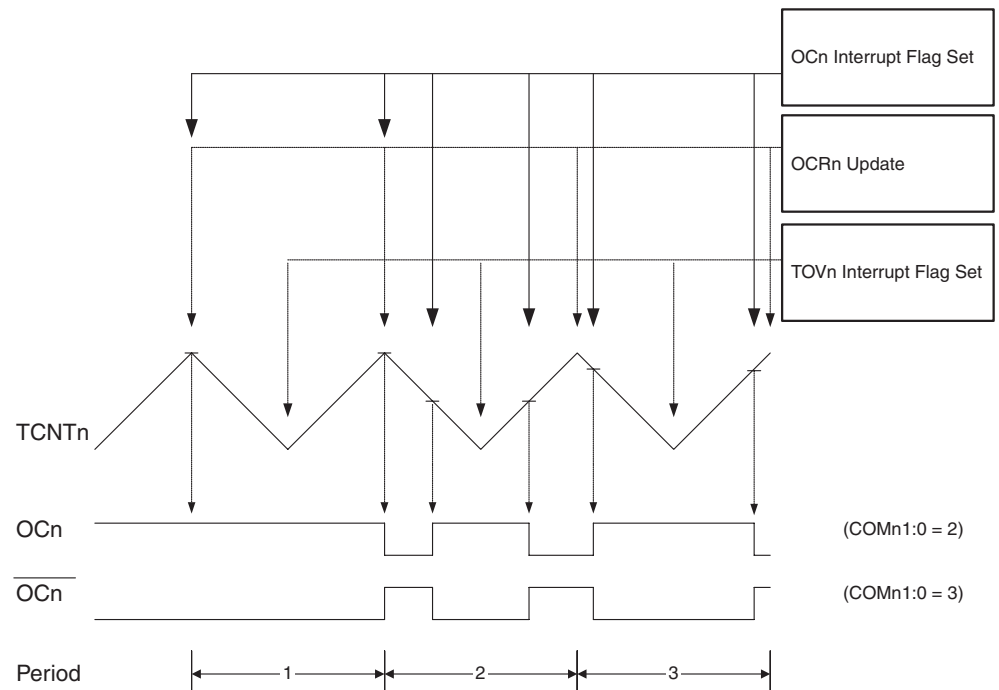 OCn Interrupt Flag Set
OCRn Update
TOVn Interrupt Flag Set
TCNTn
OCn (COMn1:0 = 2)
OCn (COMn1:0 = 3)
Period 1 2 3